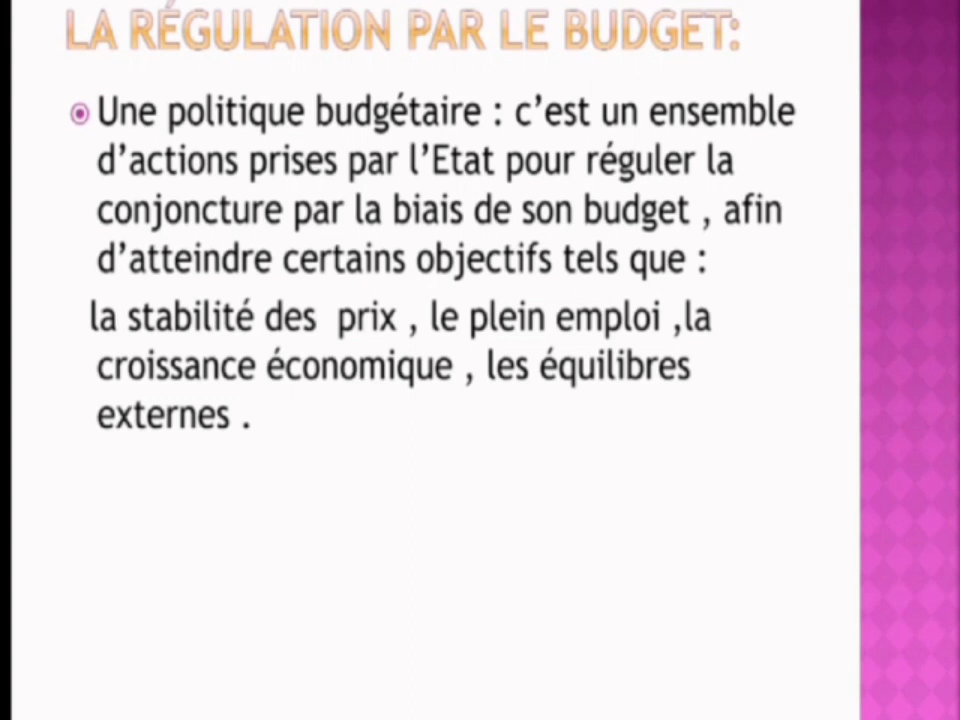 LA RÉGULATION PAR LE BUDGET:
Une politique budgétaire : c’est un ensemble
d’actions prises par l’Etat pour réguler la
conjoncture par la biais de son budget , afin
d’atteindre certains objectifs tels que :
la stabilité des prix , le plein emploi ,la
croissance économique , les équilibres
externes .